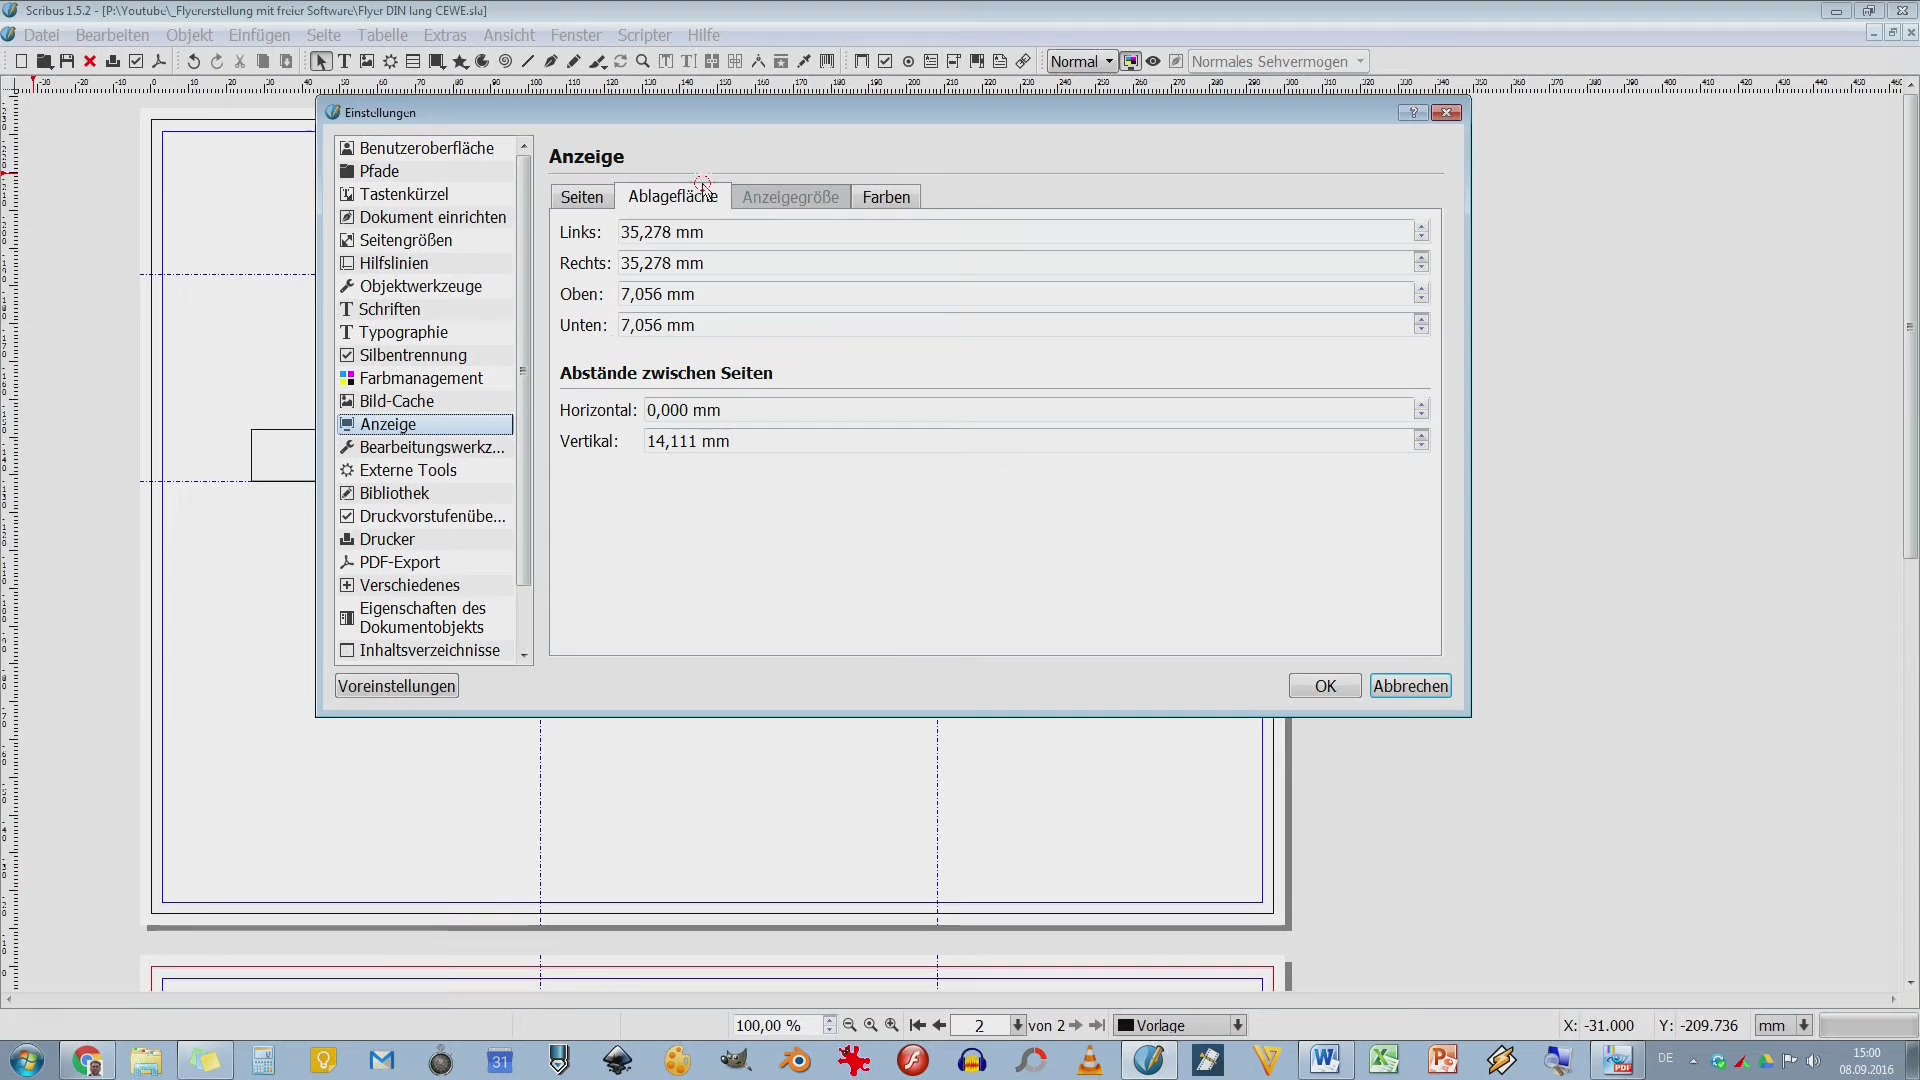 Scribus 1.5.2 - [P:\Youtube\_Flyererstellung mit freier Software\Flyer DIN lang CEWE.sla]
Datei Bearbeiten Objekt Einfügen Seite Tabelle Extras Ansicht Fenster Scripter Hilfe
Normal Normales Sehvermogen
Einstellungen
Benutzeroberfläche
Pfade
Tastenkürzel
Dokument einrichten
Seitengrößen
Hilfslinien
Objektwerkzeuge
Schriften
Typographie
Silbentrennung
Farbmanagement
Bild-Cache
Anzeige
Bearbeitungswerkz...
Externe Tools
Bibliothek
Druckvorstufenübe...
Drucker
PDF-Export
Verschiedenes
Eigenschaften des
Dokumentobjekts
Inhaltsverzeichnisse
Anzeige
Seiten Ablagefläche Anzeigegröße Farben
Links: 35,278 mm
Rechts: 35,278 mm
Oben: 7,056 mm
Unten: 7,056 mm
Abstände zwischen Seiten
Horizontal: 0,000 mm
Vertikal: 14,111 mm
Voreinstellungen OK Abbrechen
100,00 % 2 von 2 Vorlage X: -31.000 Y: -209.736 mm
DE 15:00
08.09.2016